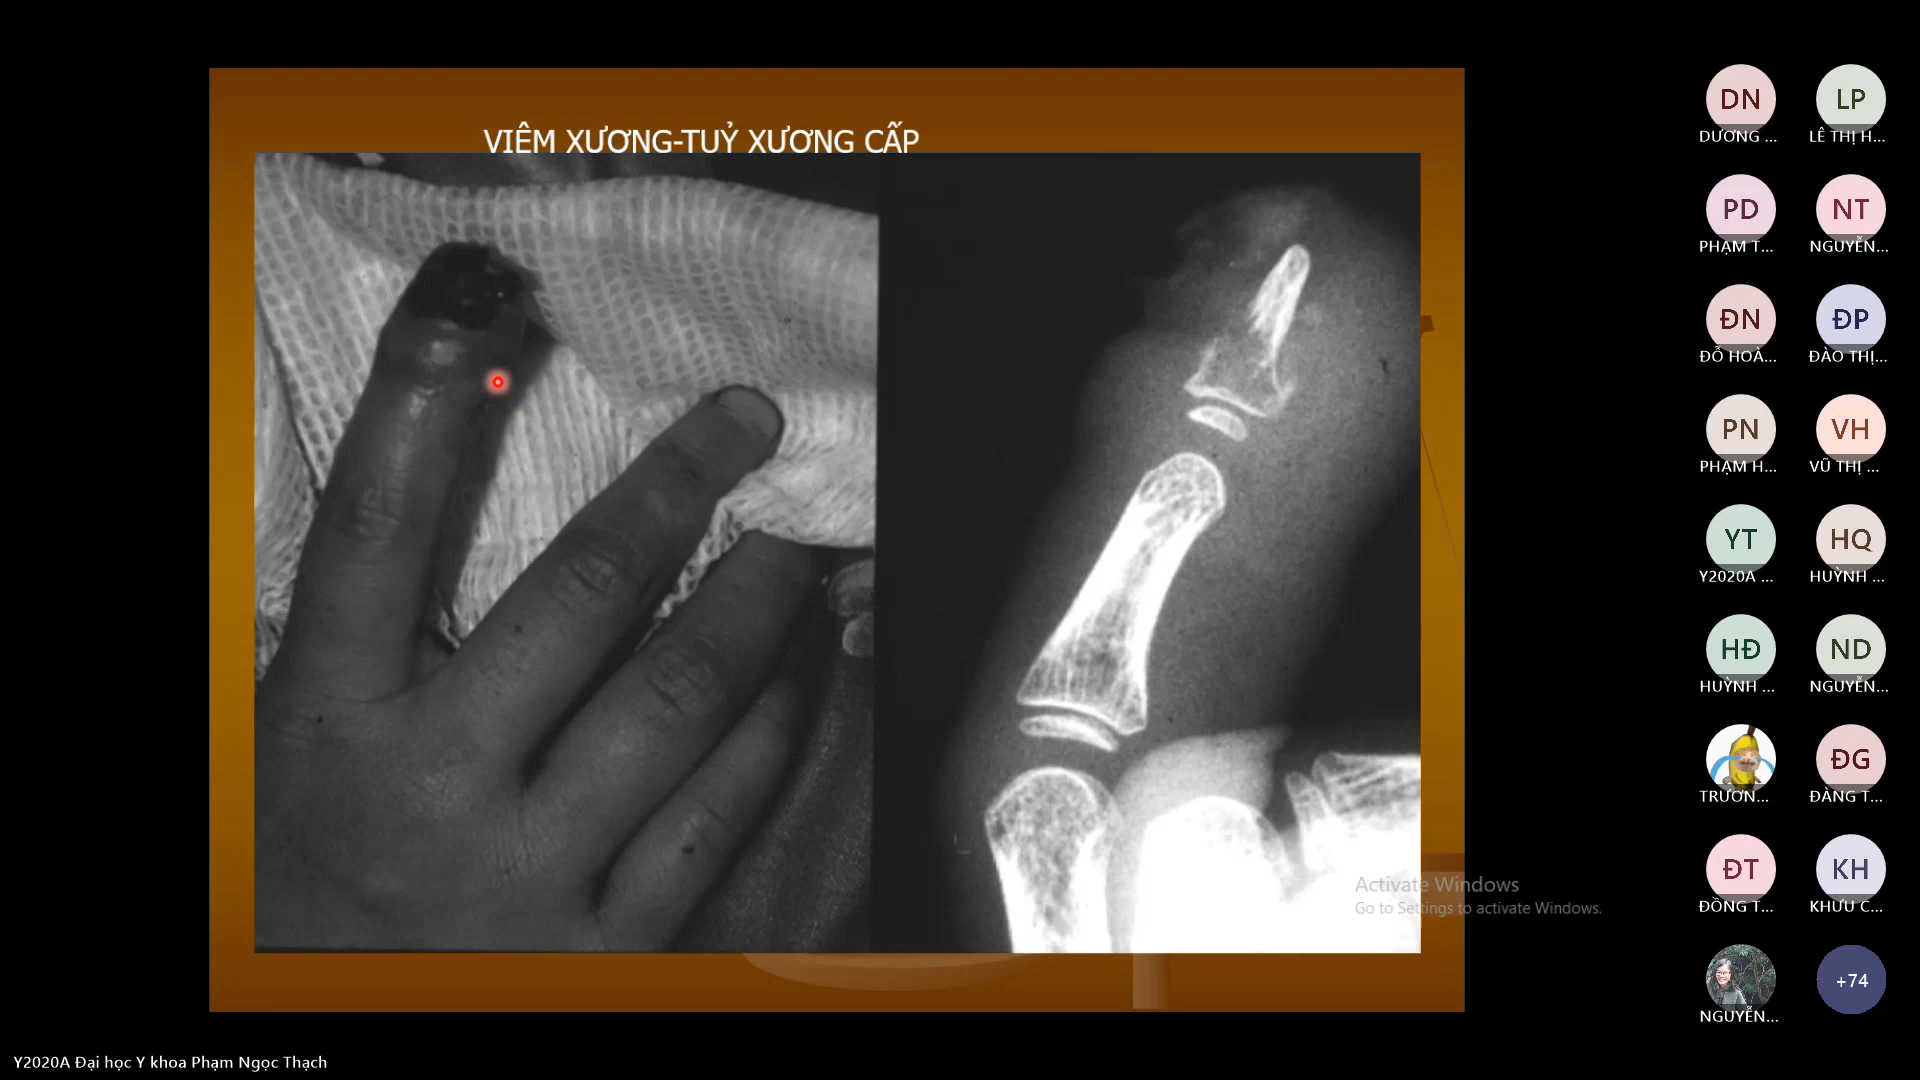 VIÊM XƯƠNG-TUỶ XƯƠNG CẤP
DN
DƯƠNG ...
LP
LÊ THỊ H...
PD
PHẠM T...
NT
NGUYỄN...
ĐN
ĐỖ HOÀ...
ĐP
ĐÀO THỊ...
PN
PHẠM H...
VH
VŨ THỊ ...
YT
Y2020A ...
HQ
HUỲNH ...
HĐ
HUỲNH ...
ND
NGUYỄN...
TRƯƠN...
ĐG
ĐÀNG T...
ĐT
ĐỒNG T...
KH
KHƯU C...
NGUYỄN...
+74
Activate Windows
Go to Settings to activate Windows.
Y2020A Đại học Y khoa Phạm Ngọc Thạch